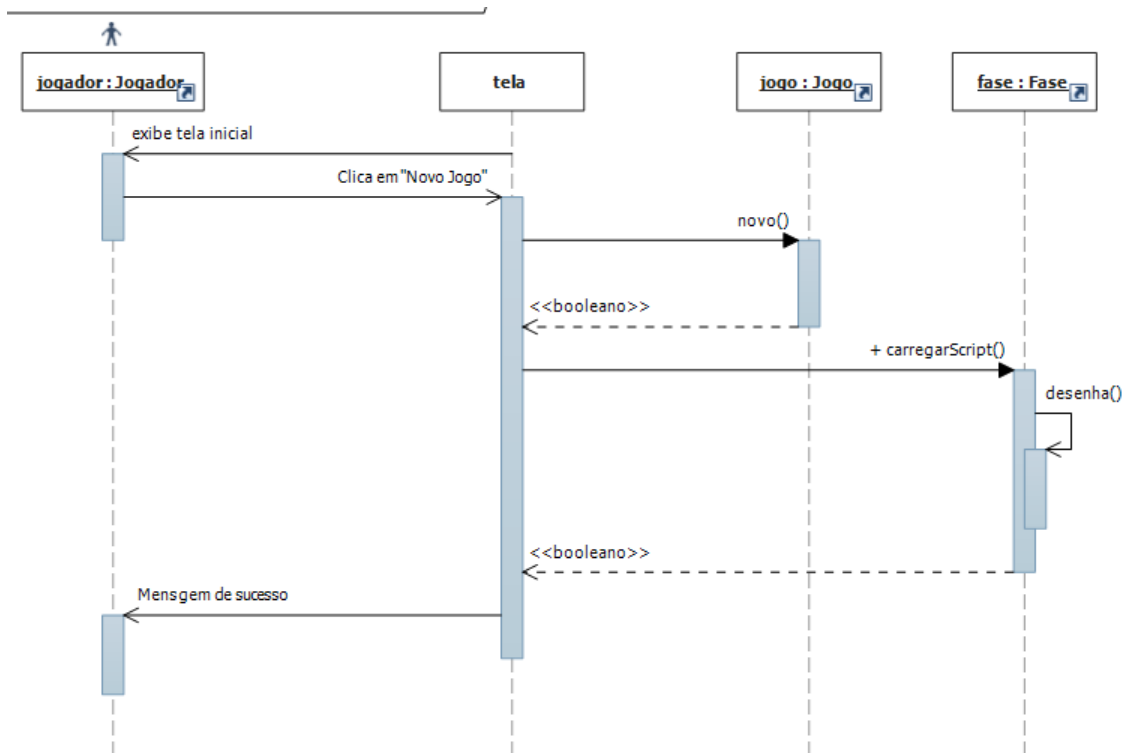 jogador : Jogador
tela
jogo : Jogo
fase : Fase
exibe tela inicial
Clica em "Novo Jogo"
novo()
<<booleano>>
+ carregarScript()
desenha()
<<booleano>>
Mensgem de sucesso